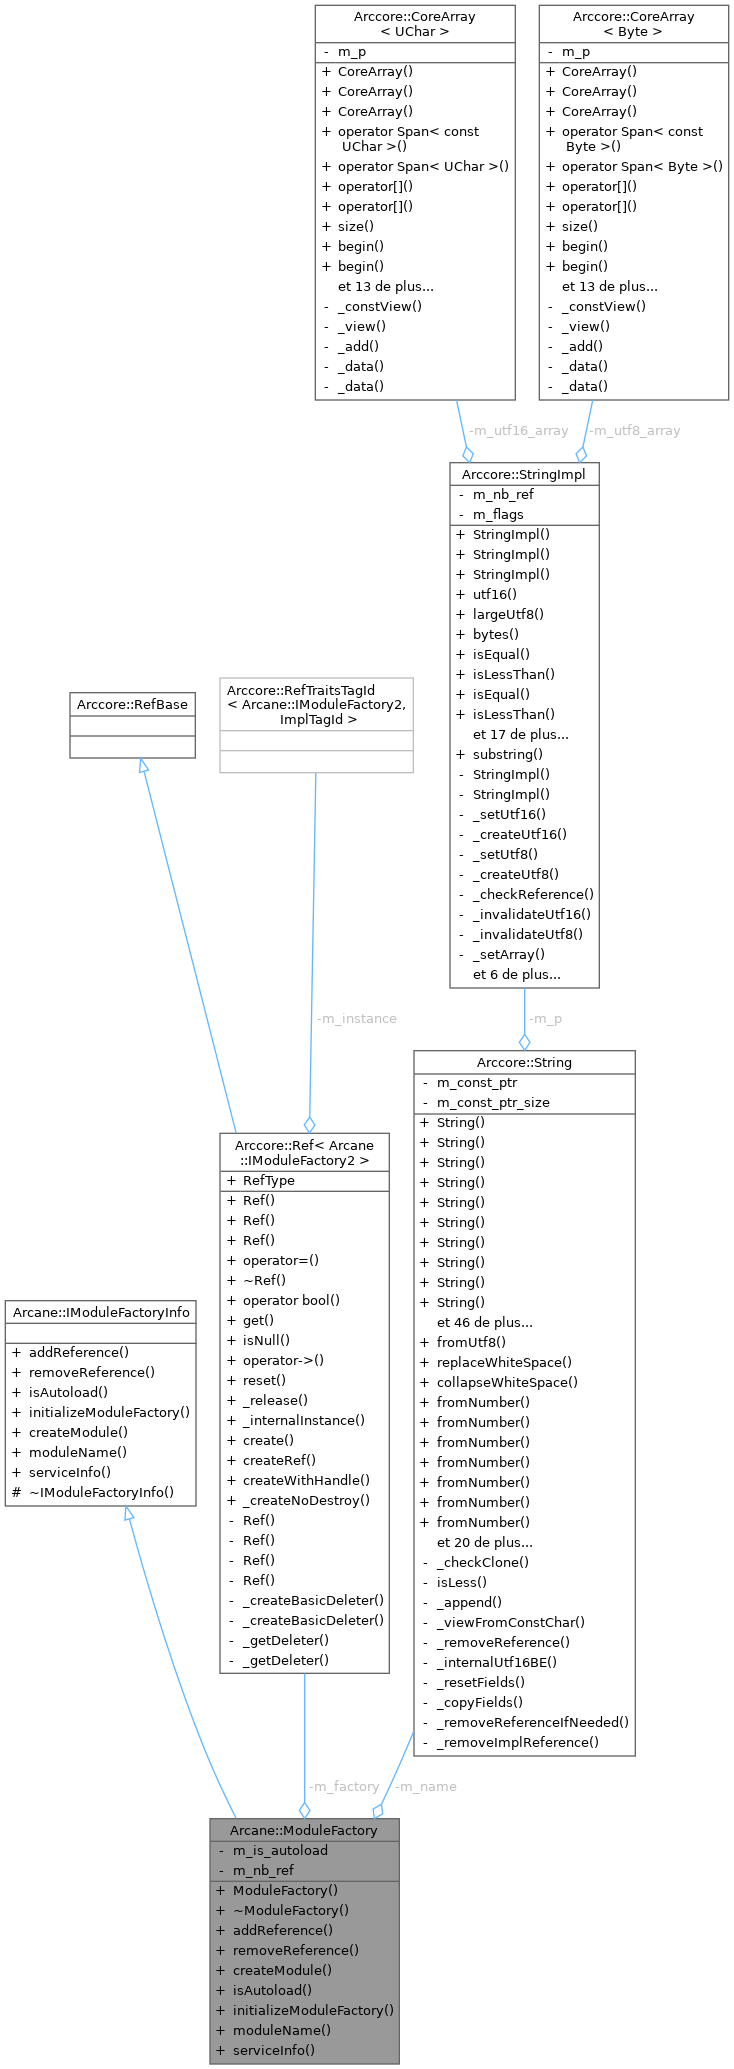 Arccore::CoreArray
< UChar >
- m_p
+ CoreArray()
+ CoreArray()
+ CoreArray()
+ operator Span< const
UChar >()
+ operator Span< UChar >()
+ operator[]()
+ operator[]()
+ size()
+ begin()
+ begin()
et 13 de plus...
- _constView()
- _view()
- _add()
- _data()
- _data()
Arccore::CoreArray
< Byte >
- m_p
+ CoreArray()
+ CoreArray()
+ CoreArray()
+ operator Span< const
Byte >()
+ operator Span< Byte >()
+ operator[]()
+ operator[]()
+ size()
+ begin()
+ begin()
et 13 de plus...
- _constView()
- _view()
- _add()
- _data()
- _data()
-m_utf16_array
-m_utf8_array
Arccore::StringImpl
- m_nb_ref
- m_flags
+ StringImpl()
+ StringImpl()
+ StringImpl()
+ utf16()
+ largeUtf8()
+ bytes()
+ isEqual()
+ isLessThan()
+ isEqual()
+ isLessThan()
et 17 de plus...
+ substring()
- StringImpl()
- StringImpl()
- _setUtf16()
- _createUtf16()
- _setUtf8()
- _createUtf8()
- _checkReference()
- _invalidateUtf16()
- _invalidateUtf8()
- _setArray()
et 6 de plus...
Arccore::RefBase
Arccore::RefTraitsTagId
< Arcane::IModuleFactory2,
ImplTagId >
-m_instance
-m_p
Arccore::Ref< Arcane
::IModuleFactory2 >
+ RefType
+ Ref()
+ Ref()
+ Ref()
+ operator=()
+ ~Ref()
+ operator bool()
+ get()
+ isNull()
+ operator->()
+ reset()
+ _release()
+ _internalInstance()
+ create()
+ createRef()
+ createWithHandle()
+ _createNoDestroy()
- Ref()
- Ref()
- Ref()
- Ref()
- _createBasicDeleter()
- _createBasicDeleter()
- _getDeleter()
- _getDeleter()
Arccore::String
- m_const_ptr
- m_const_ptr_size
+ String()
+ String()
+ String()
+ String()
+ String()
+ String()
+ String()
+ String()
+ String()
+ String()
et 46 de plus...
+ fromUtf8()
+ replaceWhiteSpace()
+ collapseWhiteSpace()
+ fromNumber()
+ fromNumber()
+ fromNumber()
+ fromNumber()
+ fromNumber()
+ fromNumber()
+ fromNumber()
et 20 de plus...
- _checkClone()
- isLess()
- _append()
- _viewFromConstChar()
- _removeReference()
- _internalUtf16BE()
- _resetFields()
- _copyFields()
- _removeReferenceIfNeeded()
- _removeImplReference()
Arcane::IModuleFactoryInfo
+ addReference()
+ removeReference()
+ isAutoload()
+ initializeModuleFactory()
+ createModule()
+ moduleName()
+ serviceInfo()
# ~IModuleFactoryInfo()
-m_factory
-m_name
Arcane::ModuleFactory
- m_is_autoload
- m_nb_ref
+ ModuleFactory()
+ ~ModuleFactory()
+ addReference()
+ removeReference()
+ createModule()
+ isAutoload()
+ initializeModuleFactory()
+ moduleName()
+ serviceInfo()